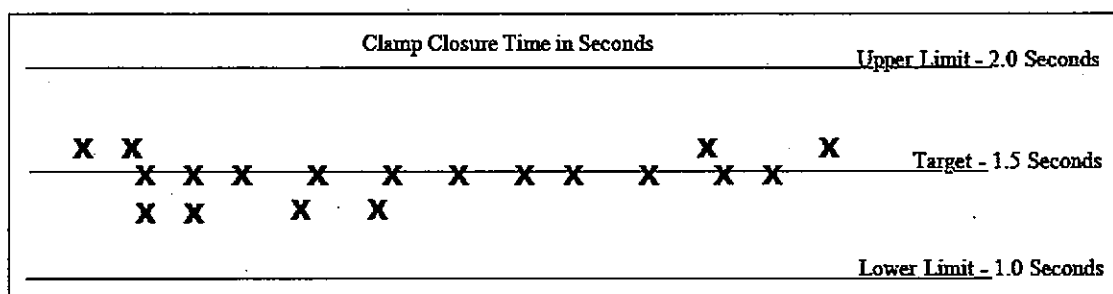 Clamp Closure Time in Seconds
Upper Limit - 2.0 Seconds
X X X X
Target - 1.5 Seconds
X X X X X X X X X X X
X X X X
Lower Limit - 1.0 Seconds